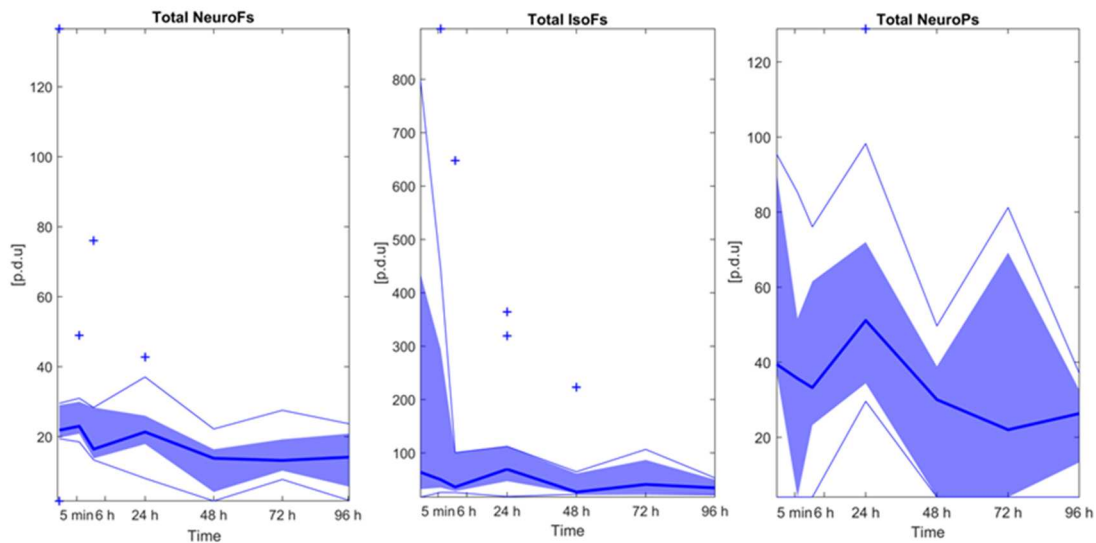 Total NeuroFs
120
100
80
60
40
20
[p.d.u]
5 min 6 h 24 h 48 h 72 h 96 h
Time
Total IsoFs
800
700
600
500
400
300
200
100
[p.d.u]
5 min 6 h 24 h 48 h 72 h 96 h
Time
Total NeuroPs
120
100
80
60
40
20
[p.d.u]
5 min 6 h 24 h 48 h 72 h 96 h
Time